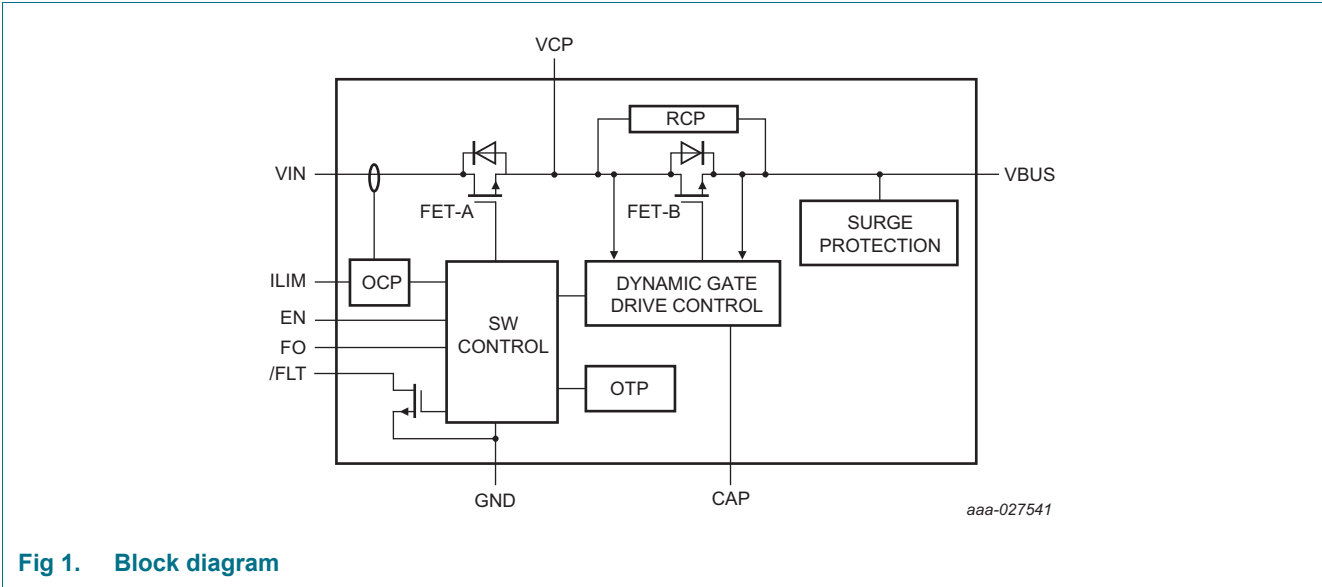 VCP
RCP
VIN
VBUS
FET-A
FET-B
SURGE
PROTECTION
ILIM
OCP
DYNAMIC GATE
DRIVE CONTROL
EN
SW
CONTROL
FO
/FLT
OTP
GND
CAP
aaa-027541
Fig 1. Block diagram